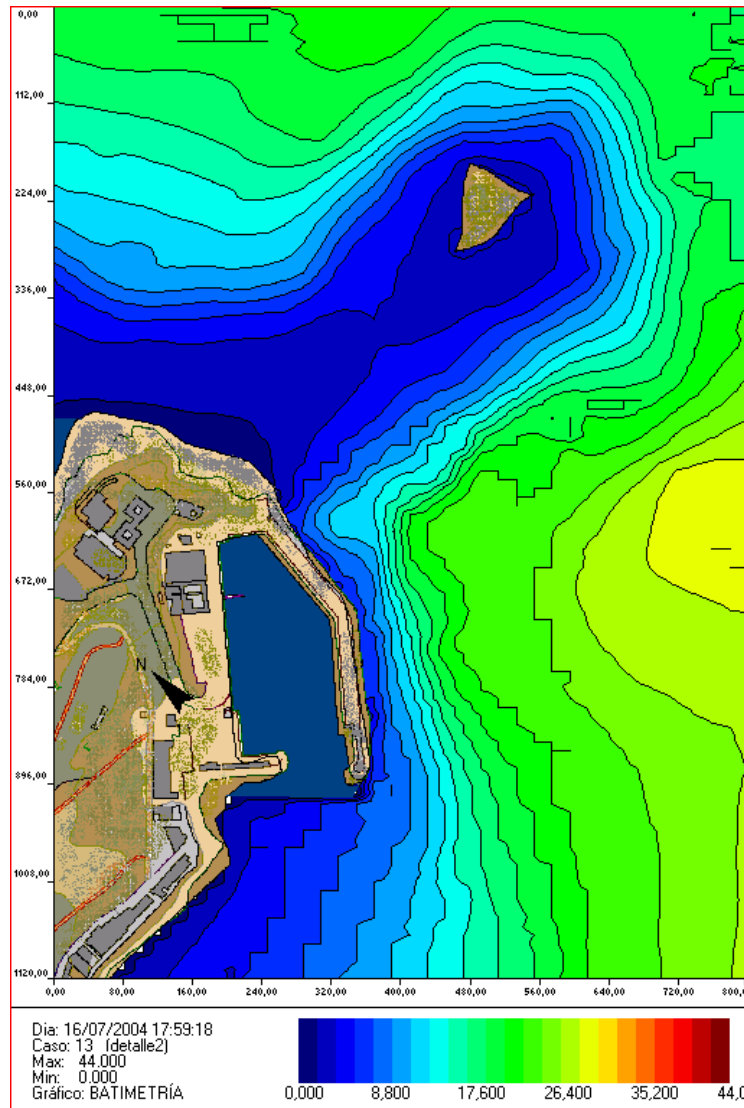 0,00
112,00
224,00
336,00
448,00
560,00
672,00
N
784,00
896,00
1008,00
1120,00
0,00 80,00 160,00 240,00 320,00 400,00 480,00 560,00 640,00 720,00 800,
Dia: 16/07/2004 17:59:18
Caso: 13 (detalle2)
Max: 44.000
Min: 0.000
Gráfico: BATIMETRÍA
0,000 8,800 17,600 26,400 35,200 44,0